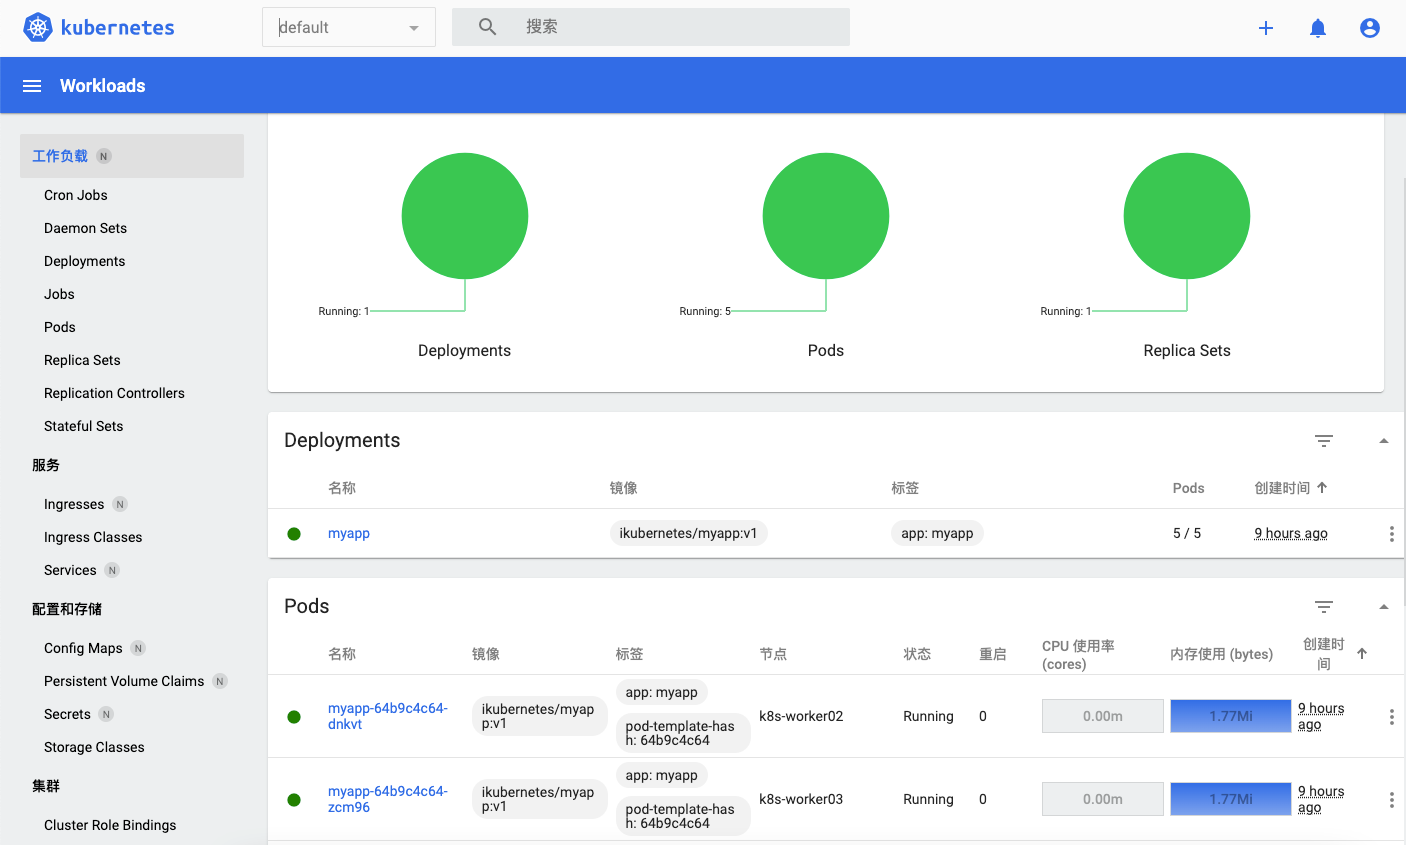 kubernetes
default
搜索
Workloads
工作负载 N
Cron Jobs
Daemon Sets
Deployments
Jobs
Pods
Replica Sets
Replication Controllers
Stateful Sets
服务
Ingresses N
Ingress Classes
Services N
配置和存储
Config Maps N
Persistent Volume Claims N
Secrets N
Storage Classes
集群
Cluster Role Bindings
Running: 1
Deployments
Running: 5
Pods
Running: 1
Replica Sets
Deployments
名称 镜像 标签 Pods 创建时间
myapp ikubernetes/myapp:v1 app: myapp 5 / 5 9 hours ago
Pods
名称 镜像 标签 节点 状态 重启 CPU 使用率 内存使用 (bytes) 创建时
(cores) 间
myapp-64b9c4c64-
dnkvt
ikubernetes/myap
p:v1
app: myapp
pod-template-has
h: 64b9c4c64
k8s-worker02
Running
0
0.00m
1.77Mi
9 hours
ago
myapp-64b9c4c64-
zcm96
ikubernetes/myap
p:v1
app: myapp
pod-template-has
h: 64b9c4c64
k8s-worker03
Running
0
0.00m
1.77Mi
9 hours
ago